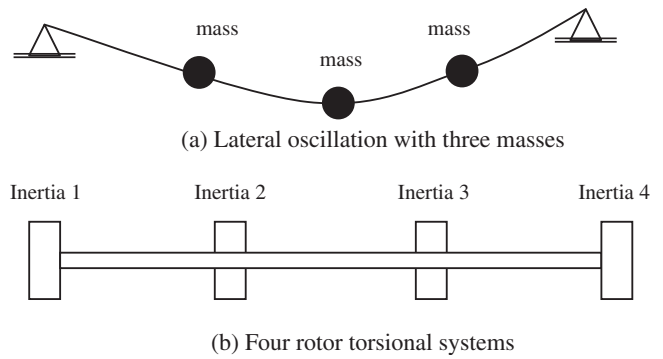 mass
mass
mass
(a) Lateral oscillation with three masses
Inertia 1
Inertia 2
Inertia 3
Inertia 4
(b) Four rotor torsional systems